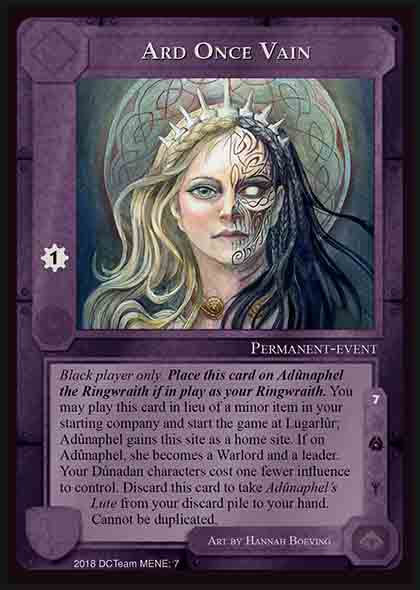 Ard Once Vain
1
Permanent-event
Black player only. Place this card on Adûnaphel
the Ringwraith if in play as your Ringwraith. You
may play this card in lieu of a minor item in your
starting company and start the game at Lugarlûr;
Adûnaphel gains this site as a home site. If on
Adûnaphel, she becomes a Warlord and a leader.
Your Dúnadan characters cost one fewer influence
to control. Discard this card to take Adûnaphel's
Lute from your discard pile to your hand.
Cannot be duplicated.
7
Art by Hannah Boeving
2018 DCTeam MENE: 7